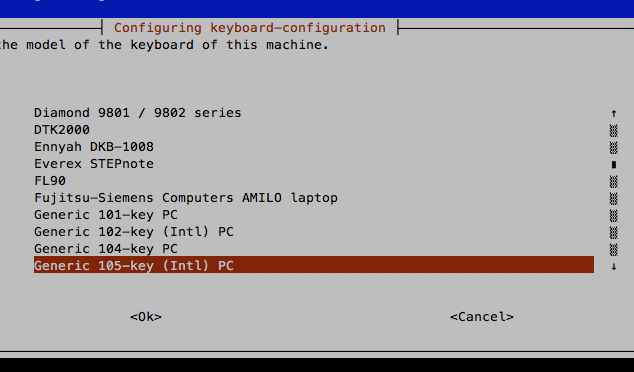 Configuring keyboard-configuration
the model of the keyboard of this machine.
Diamond 9801 / 9802 series
DTK2000
Ennyah DKB-1008
Everex STEPnote
FL90
Fujitsu-Siemens Computers AMILO laptop
Generic 101-key PC
Generic 102-key (Intl) PC
Generic 104-key PC
Generic 105-key (Intl) PC
<Ok> <Cancel>